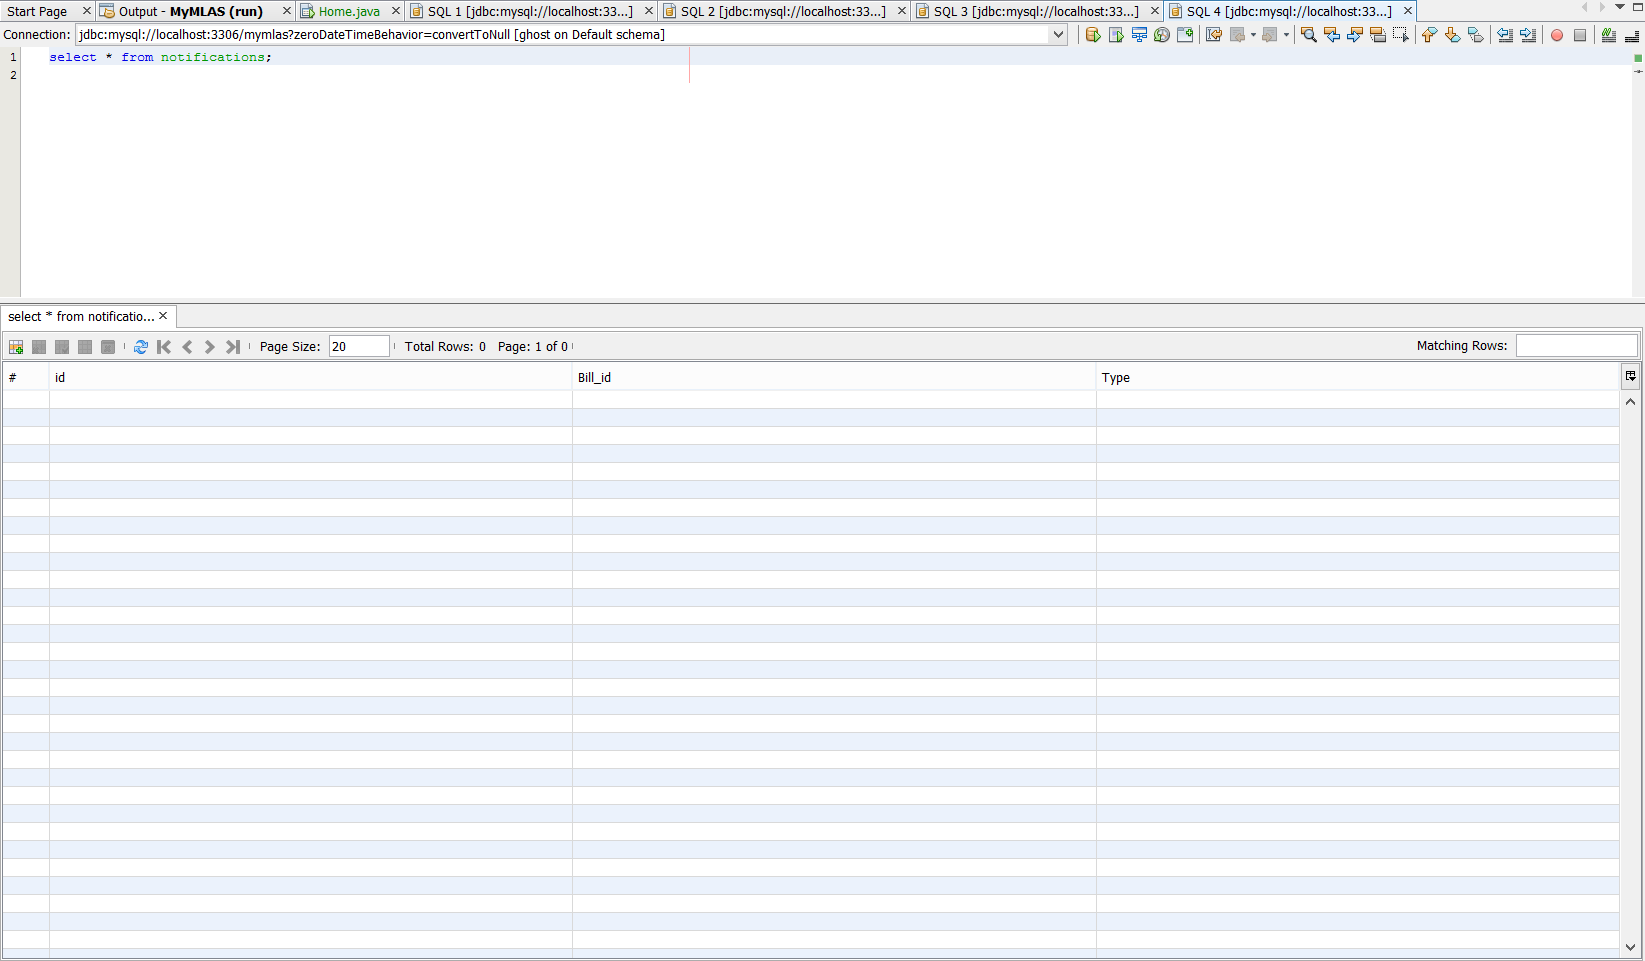 Start Page Output - MyMLAS (run) Home.java SQL 1 [jdbc:mysql://localhost:33...] SQL 2 [jdbc:mysql://localhost:33...] SQL 3 [jdbc:mysql://localhost:33...] SQL 4 [jdbc:mysql://localhost:33...]
Connection: jdbc:mysql://localhost:3306/mymlas?zeroDateTimeBehavior=convertToNull [ghost on Default schema]
1 select * from notifications;
2
select * from notificatio...
Page Size: 20 Total Rows: 0 Page: 1 of 0 Matching Rows:
# id Bill_id Type